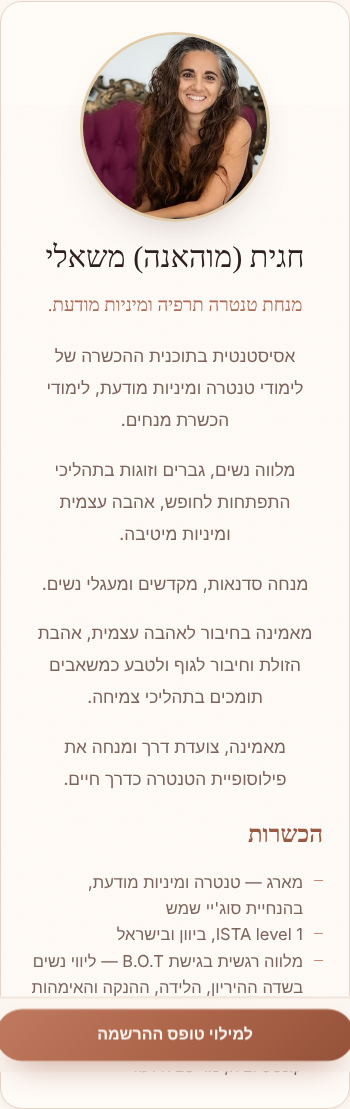 חגית (מוהאנה) משאלי
מנחת טנטרה תרפיה ומיניות מודעת.
אסיסטנטית בתוכנית ההכשרה של
לימודי טנטרה ומיניות מודעת, לימודי
הכשרת מנחים.
מלווה נשים, גברים וזוגות בתהליכי
התפתחות לחופש, אהבה עצמית
ומיניות מיטיבה.
מנחה סדנאות, מקדשים ומעגלי נשים.
מאמינה בחיבור לאהבה עצמית, אהבת
הזולת וחיבור לגוף ולטבע כמשאבים
תומכים בתהליכי צמיחה.
מאמינה, צועדת דרך ומנחה את
פילוסופיית הטנטרה כדרך חיים.
הכשרות
– מארג — טנטרה ומיניות מודעת,
בהנחיית סוג'יי שמש
– ISTA level 1, ביוון ובישראל
– מלווה רגשית בגישת B.O.T — ליווי נשים
בשדה ההיריון, הלידה, ההנקה והאימהות
למילוי טופס ההרשמה